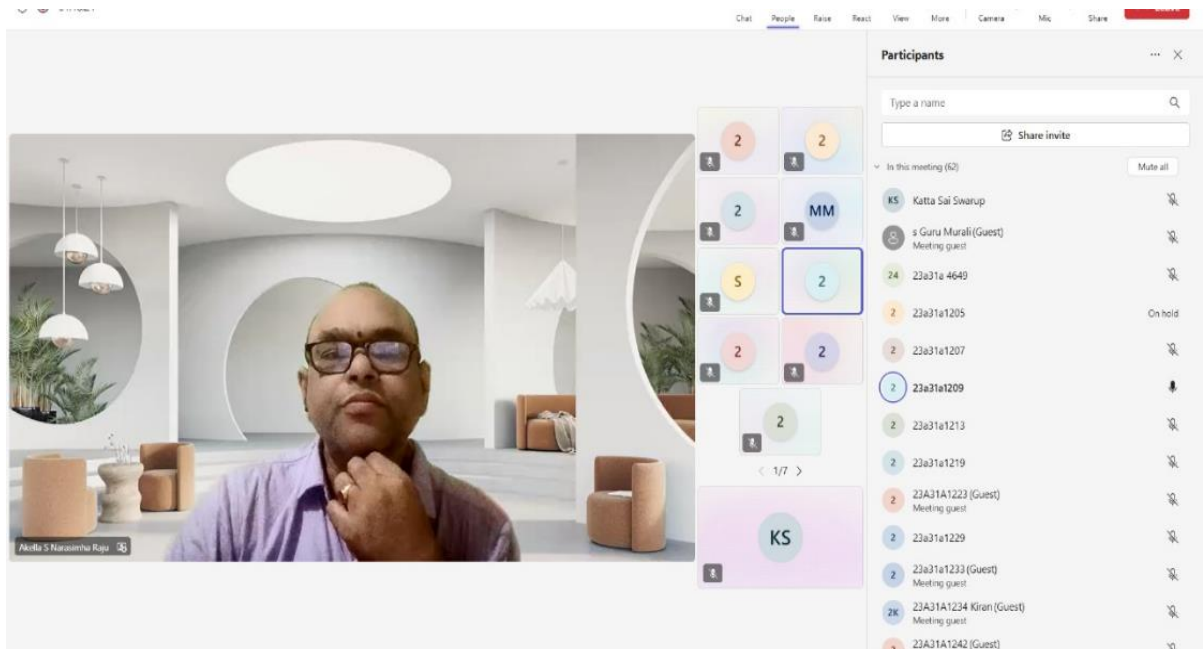 Chat People Raise React View More Camera Mic Share
Participants
Type a name
Share invite
In this meeting (62) Mute all
KS Katta Sai Swarup
s Guru Murali (Guest)
Meeting guest
24 23a31a 4649
2 23a31a1205 On hold
2 23a31a1207
2 23a31a1209
2 23a31a1213
2 23a31a1219
2 23A31A1223 (Guest)
Meeting guest
2 23a31a1229
2 23a31a1233 (Guest)
Meeting guest
2K 23A31A1234 Kiran (Guest)
Meeting guest
23A31A1242 (Guest)
2 2
2 MM
S 2
2 2
2
1/7
KS
Akella S Narasimha Raju